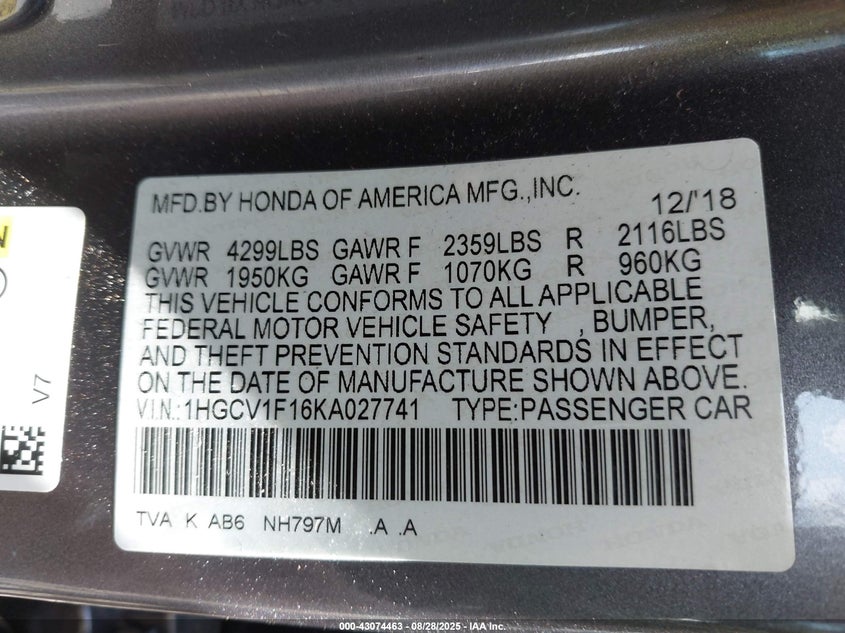 MFD.BY HONDA OF AMERICA MFG.,INC. 12/'18
GVWR 4299LBS GAWR F 2359LBS R 2116LBS
GVWR 1950KG GAWR F 1070KG R 960KG
THIS VEHICLE CONFORMS TO ALL APPLICABLE
FEDERAL MOTOR VEHICLE SAFETY , BUMPER,
AND THEFT PREVENTION STANDARDS IN EFFECT
ON THE DATE OF MANUFACTURE SHOWN ABOVE.
V.I.N.:1HGCV1F16KA027741 TYPE:PASSENGER CAR
TVA K AB6 NH797M .A .A
V7
000-43074463 - 08/28/2025 - IAA Inc.